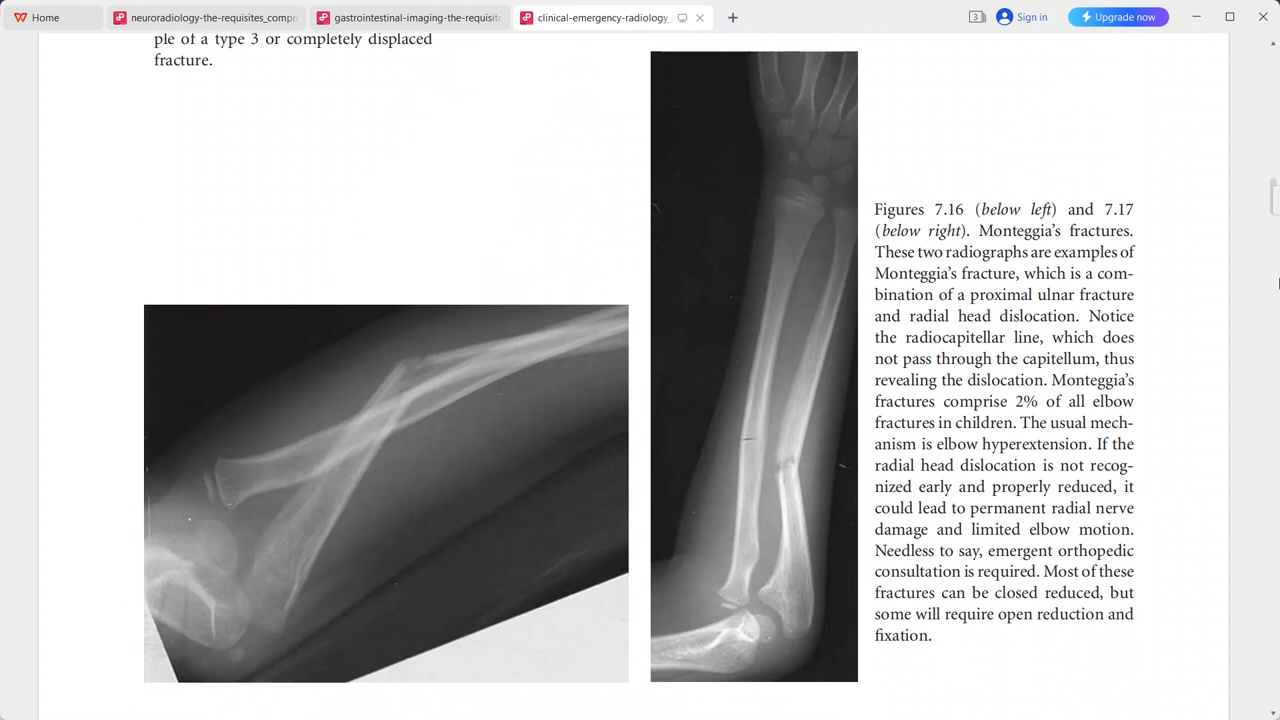 Home
neuroradiology-the-requisites_compre
gastrointestinal-imaging-the-requisite
clinical-emergency-radiology_
3
Sign in
Upgrade now
ple of a type 3 or completely displaced
fracture.
Figures 7.16 (below left) and 7.17
(below right). Monteggia's fractures.
These two radiographs are examples of
Monteggia's fracture, which is a com-
bination of a proximal ulnar fracture
and radial head dislocation. Notice
the radiocapitellar line, which does
not pass through the capitellum, thus
revealing the dislocation. Monteggia's
fractures comprise 2% of all elbow
fractures in children. The usual mech-
anism is elbow hyperextension. If the
radial head dislocation is not recog-
nized early and properly reduced, it
could lead to permanent radial nerve
damage and limited elbow motion.
Needless to say, emergent orthopedic
consultation is required. Most of these
fractures can be closed reduced, but
some will require open reduction and
fixation.